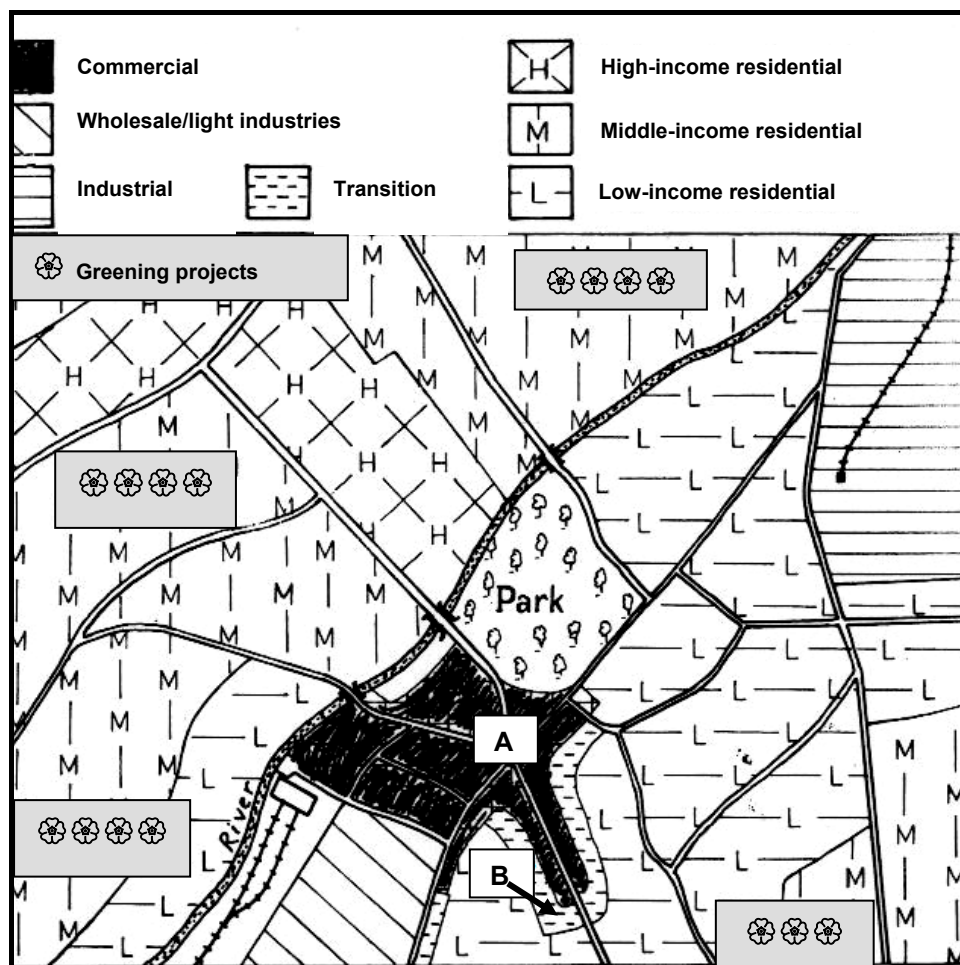 Commercial
H High-income residential
Wholesale/light industries
M Middle-income residential
Industrial
Transition
L Low-income residential
Greening projects
Park
A
River
B